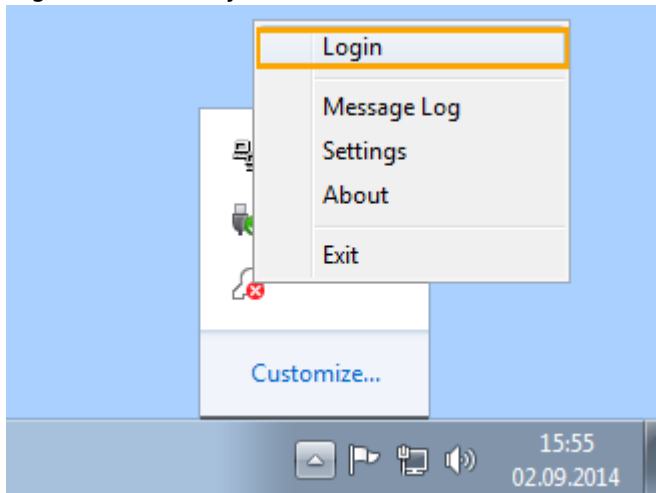 Login
Message Log
Settings
About
Exit
Customize...
15:55
02.09.2014